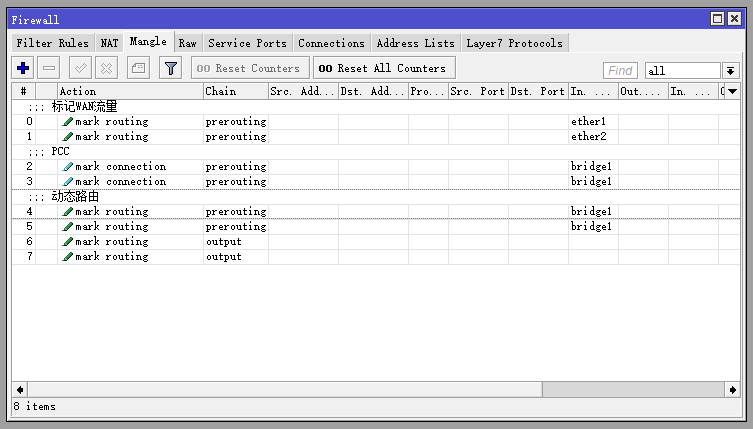 Firewall
Filter Rules NAT Mangle Raw Service Ports Connections Address Lists Layer7 Protocols
00 Reset Counters 00 Reset All Counters Find all
# Action Chain Src. Add... Dst. Add... Pro... Src. Port Dst. Port In. ... Out.... In. ...
;;; 标记WAN流量
0 mark routing prerouting ether1
1 mark routing prerouting ether2
;;; PCC
2 mark connection prerouting bridge1
3 mark connection prerouting bridge1
;;; 动态路由
4 mark routing prerouting bridge1
5 mark routing prerouting bridge1
6 mark routing output
7 mark routing output
8 items